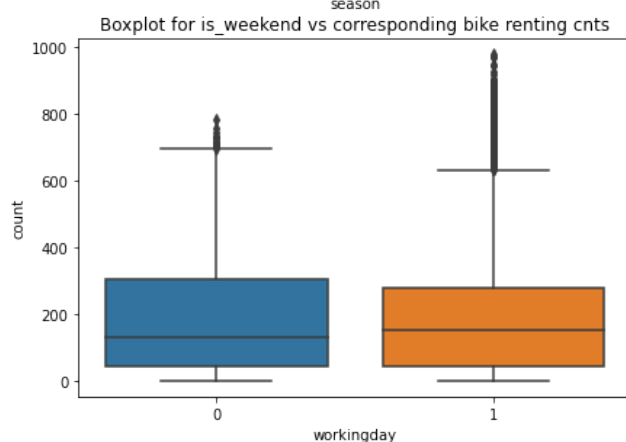 season
Boxplot for is_weekend vs corresponding bike renting cnts
1000
800
600
400
200
0
count
0 1
workingday